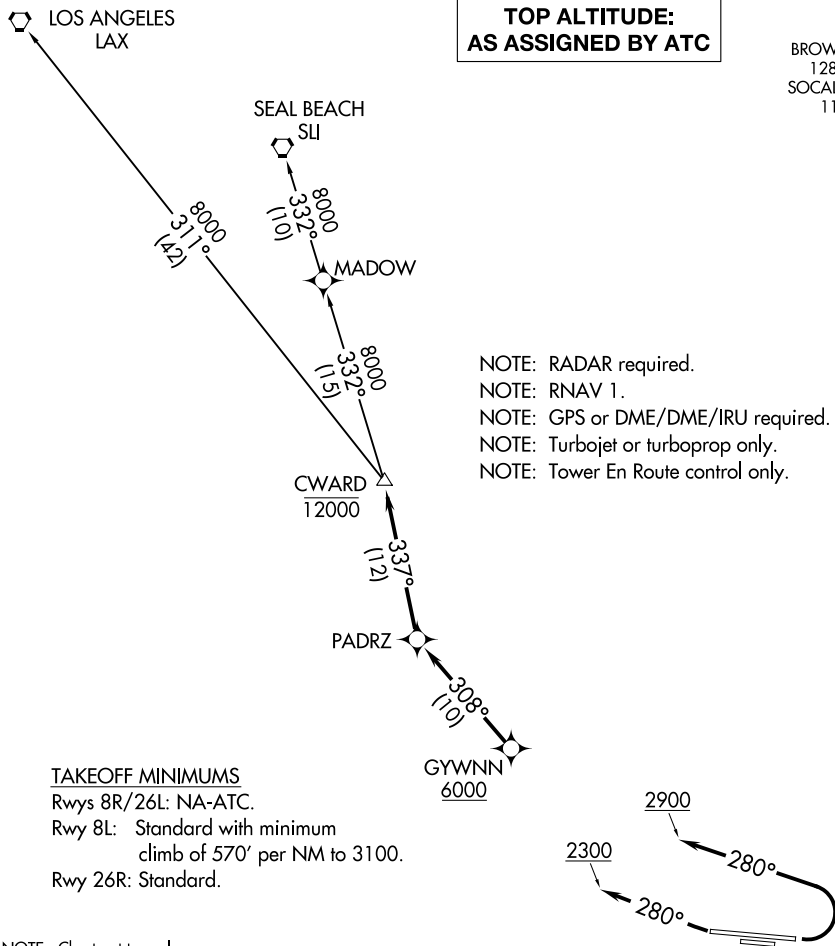 LOS ANGELES
LAX
TOP ALTITUDE:
AS ASSIGNED BY ATC
128
11
SEAL BEACH
SLI
8000
332°
(10)
8000
311°
(42)
MADOW
8000
332°
(15)
NOTE: RADAR required.
NOTE: RNAV 1.
NOTE: GPS or DME/DME/IRU required.
NOTE: Turbojet or turboprop only.
NOTE: Tower En Route control only.
CWARD
12000
337°
(12)
PADRZ
308°
(10)
GYWNN
6000
TAKEOFF MINIMUMS
Rwys 8R/26L: NA-ATC.
Rwy 8L: Standard with minimum
climb of 570' per NM to 3100.
Rwy 26R: Standard.
2900
280°
2300
280°
NOTE: